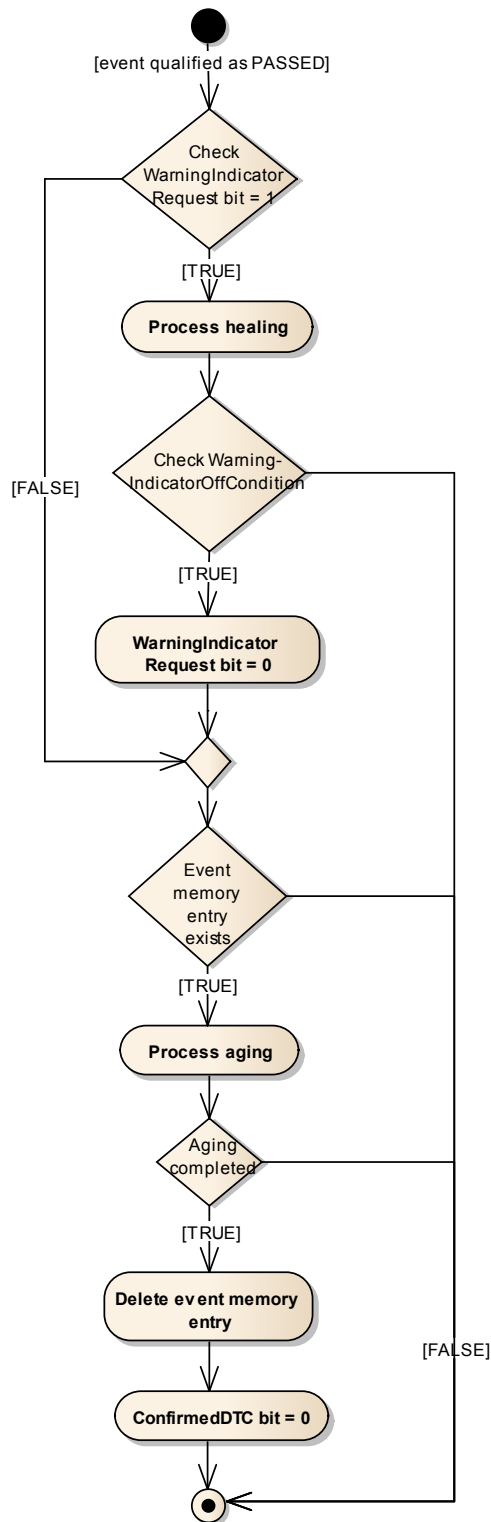 [event qualified as PASSED]
Check
WarningIndicator
Request bit = 1
[TRUE]
Process healing
Check Warning-
IndicatorOffCondition
[FALSE]
[TRUE]
WarningIndicator
Request bit = 0
Event
memory
entry
exists
[TRUE]
Process aging
Aging
completed
[TRUE]
Delete event memory
entry
[FALSE]
ConfirmedDTC bit = 0